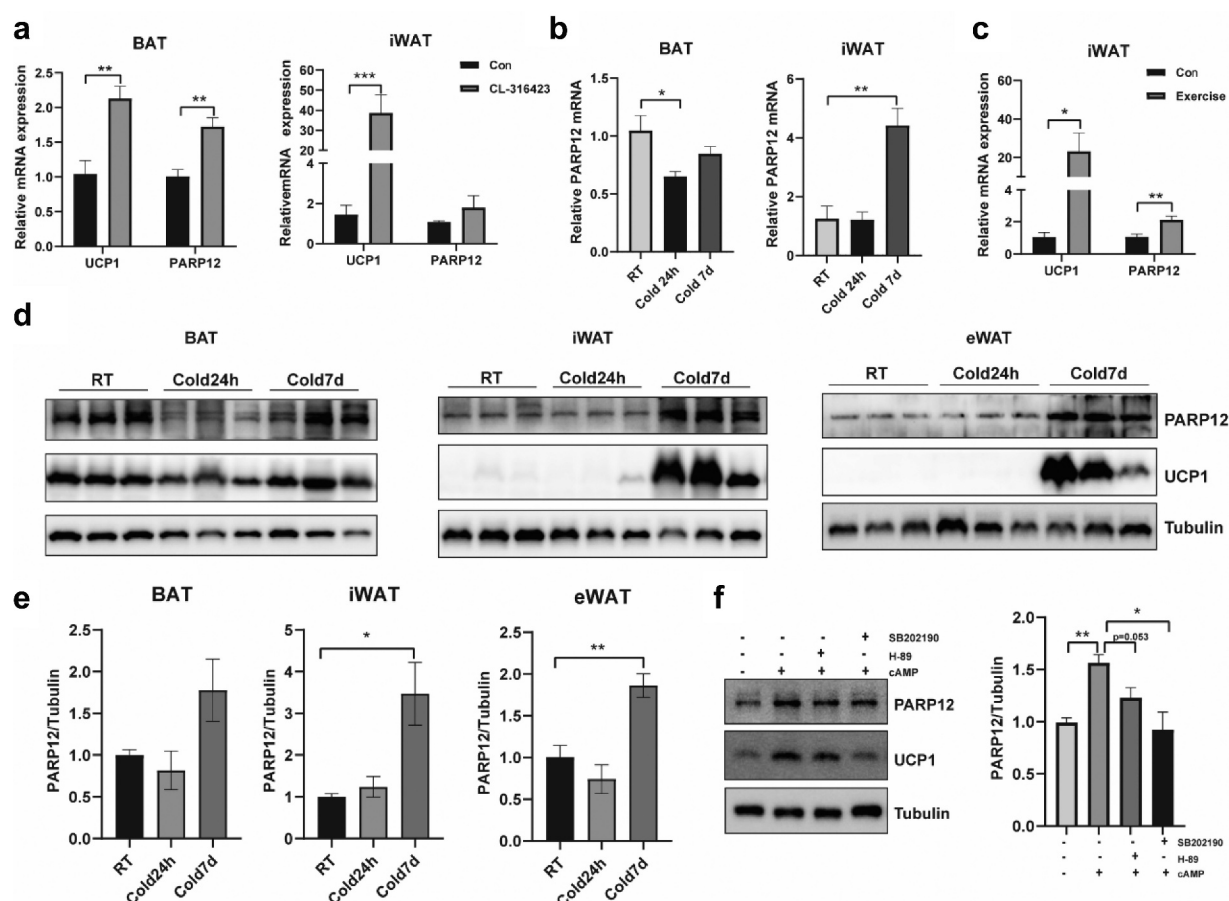 a
BAT
Relative mRNA expression
2.5
2.0
1.5
1.0
0.5
0.0
**
**
UCP1
PARP12
iWAT
RelativemRNA expression
60
50
40
30
20
10
4
2
0
***
UCP1
PARP12
Con
CL-316423
b
BAT
Relative PARP12 mRNA
1.5
1.0
0.5
0.0
*
RT
Cold 24h
Cold 7d
iWAT
Relative PARP12 mRNA
6
4
2
0
**
RT
Cold 24h
Cold 7d
c
iWAT
Relative mRNA expression
60
40
20
4
2
0
*
**
UCP1
PARP12
Con
Exercise
d
BAT
RT Cold24h Cold7d
iWAT
RT Cold24h Cold7d
eWAT
RT Cold24h Cold7d
PARP12
UCP1
Tubulin
e
BAT
PARP12/Tubulin
2.5
2.0
1.5
1.0
0.5
0.0
RT
Cold24h
Cold7d
iWAT
PARP12/Tubulin
5
4
3
2
1
0
*
RT
Cold24h
Cold7d
eWAT
PARP12/Tubulin
2.5
2.0
1.5
1.0
0.5
0.0
**
RT
Cold24h
Cold7d
f
- - - + SB202190
- - + - H-89
- + + + cAMP
PARP12
UCP1
Tubulin
PARP12/Tubulin
2.0
1.5
1.0
0.5
0.0
**
p=0.053
*
+ SB202190
+ H-89
- + + + cAMP